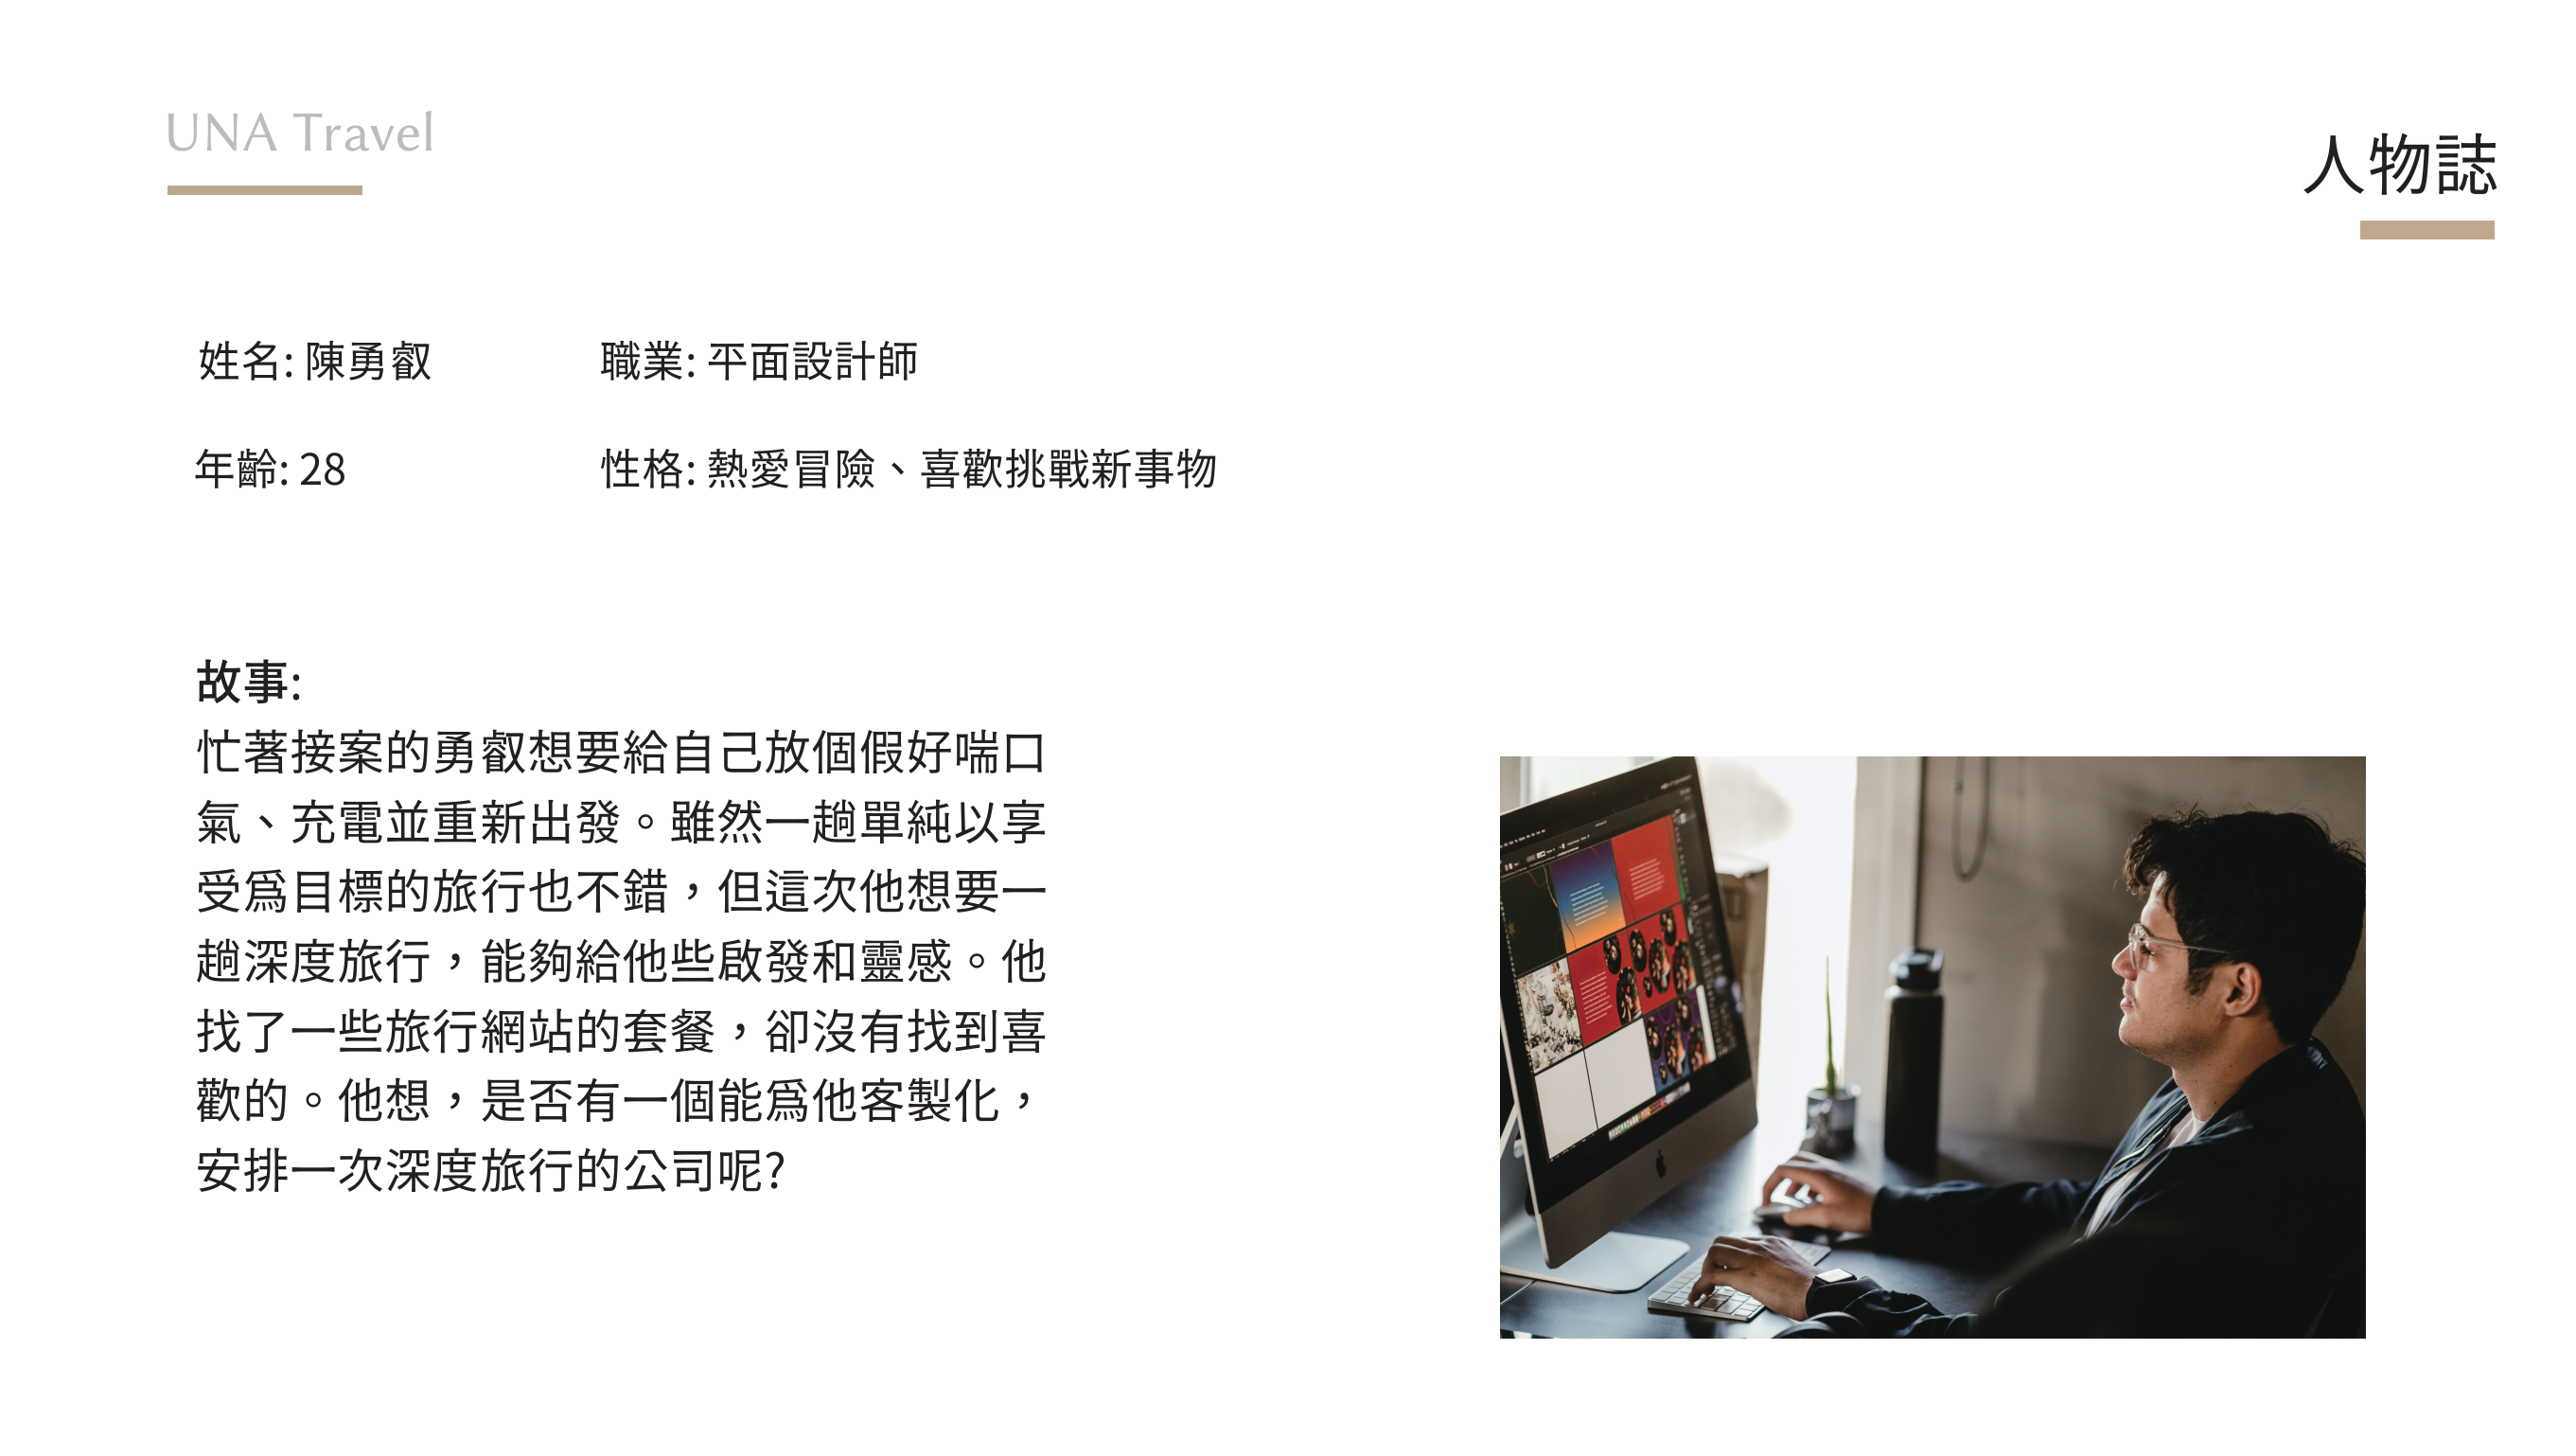 UNA Travel
人物誌
姓名: 陳勇叡
職業: 平面設計師
年齡: 28
性格: 熱愛冒險、喜歡挑戰新事物
故事:
忙著接案的勇叡想要給自己放個假好喘口
氣、充電並重新出發。雖然一趟單純以享
受爲目標的旅行也不錯，但這次他想要一
趟深度旅行，能夠給他些啟發和靈感。他
找了一些旅行網站的套餐，卻沒有找到喜
歡的。他想，是否有一個能爲他客製化，
安排一次深度旅行的公司呢?